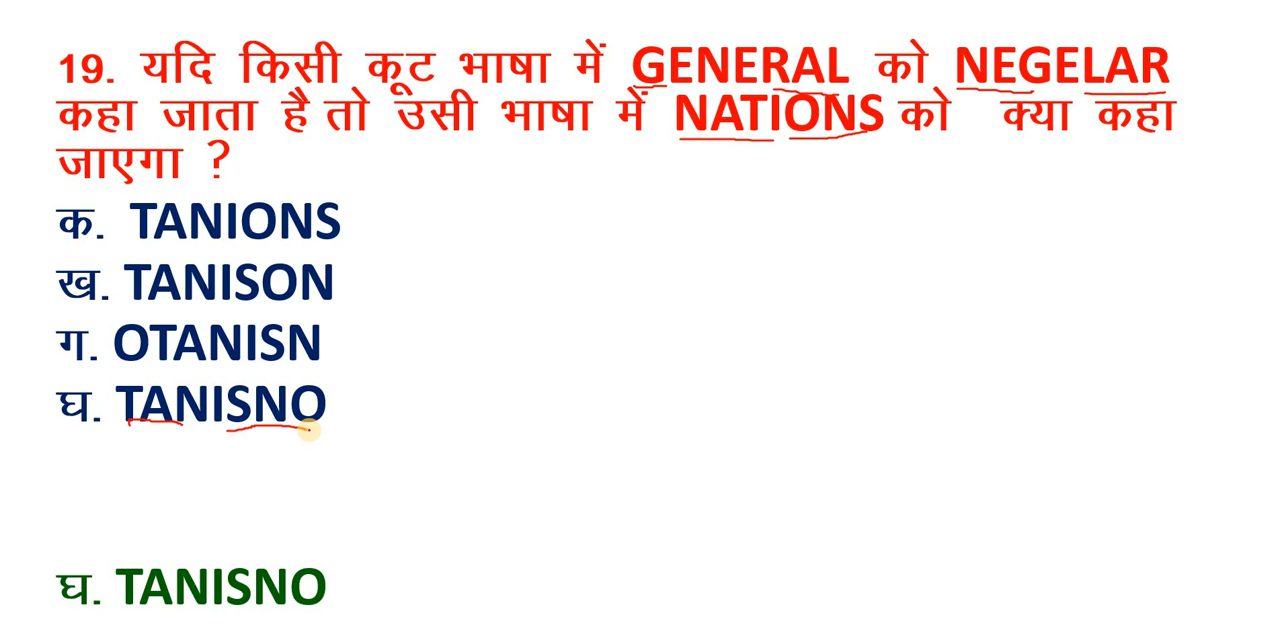 19. यदि किसी कूट भाषा में GENERAL को NEGELAR
कहा जाता है तो उसी भाषा में NATIONS को क्या कहा
जाएगा ?
क. TANIONS
ख. TANISON
ग. OTANISN
घ. TANISNO
घ. TANISNO